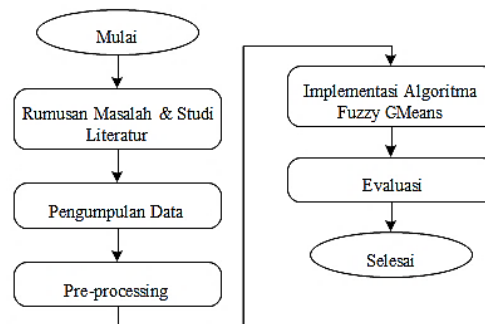 Mulai
Rumusan Masalah & Studi
Literatur
Pengumpulan Data
Pre-processing
Implementasi Algoritma
Fuzzy GMeans
Evaluasi
Selesai